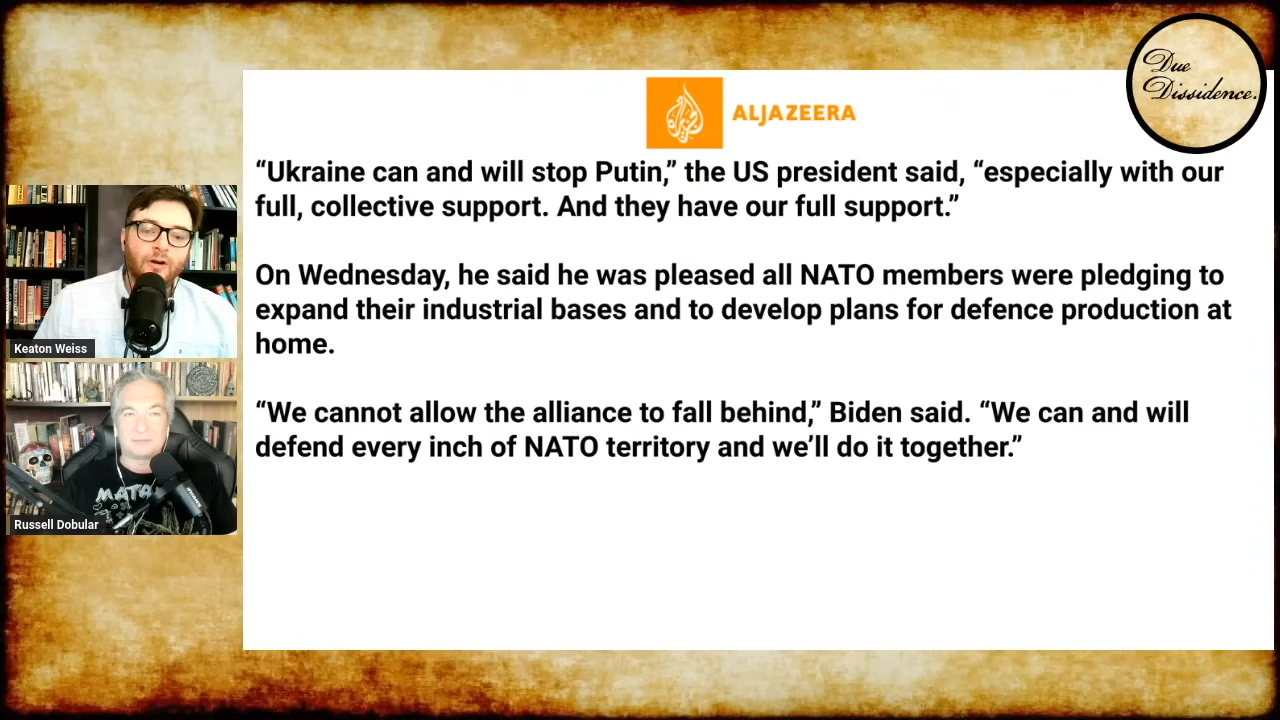 Due
Dissidence.
ALJAZEERA
“Ukraine can and will stop Putin,” the US president said, “especially with our
full, collective support. And they have our full support.”
On Wednesday, he said he was pleased all NATO members were pledging to
expand their industrial bases and to develop plans for defence production at
home.
“We cannot allow the alliance to fall behind,” Biden said. “We can and will
defend every inch of NATO territory and we’ll do it together.”
Keaton Weiss
Russell Dobular